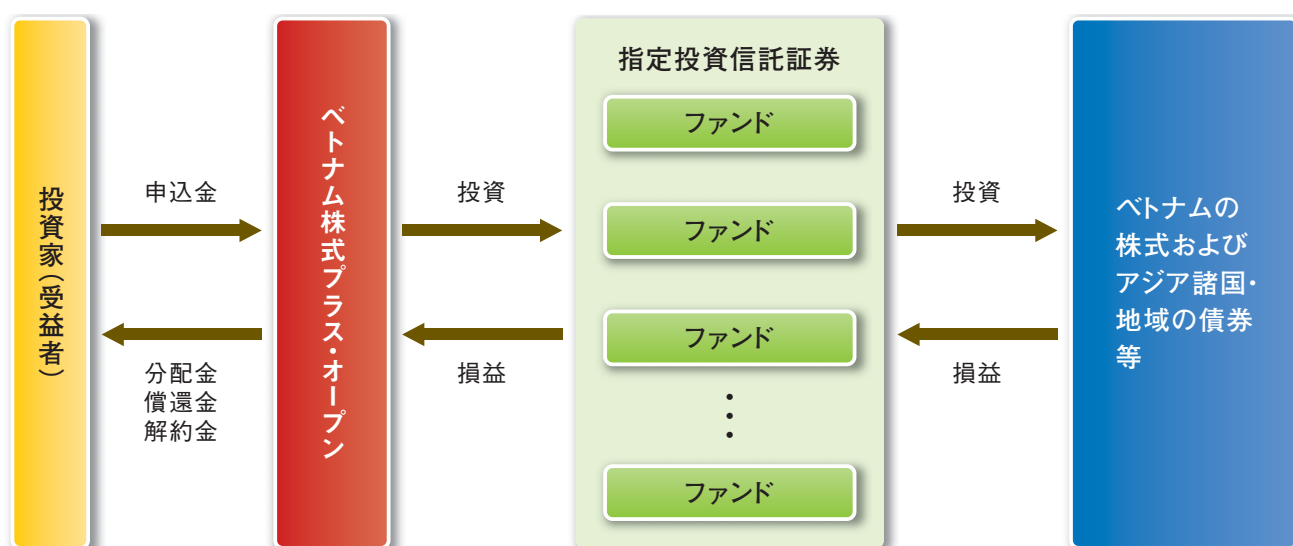 投資家(受益者)
申込金
分配金
償還金
解約金
ベトナム株式プラス・オープン
投資
損益
指定投資信託証券
ファンド
ファンド
ファンド
⋮
ファンド
投資
損益
ベトナムの
株式および
アジア諸国・
地域の債券
等